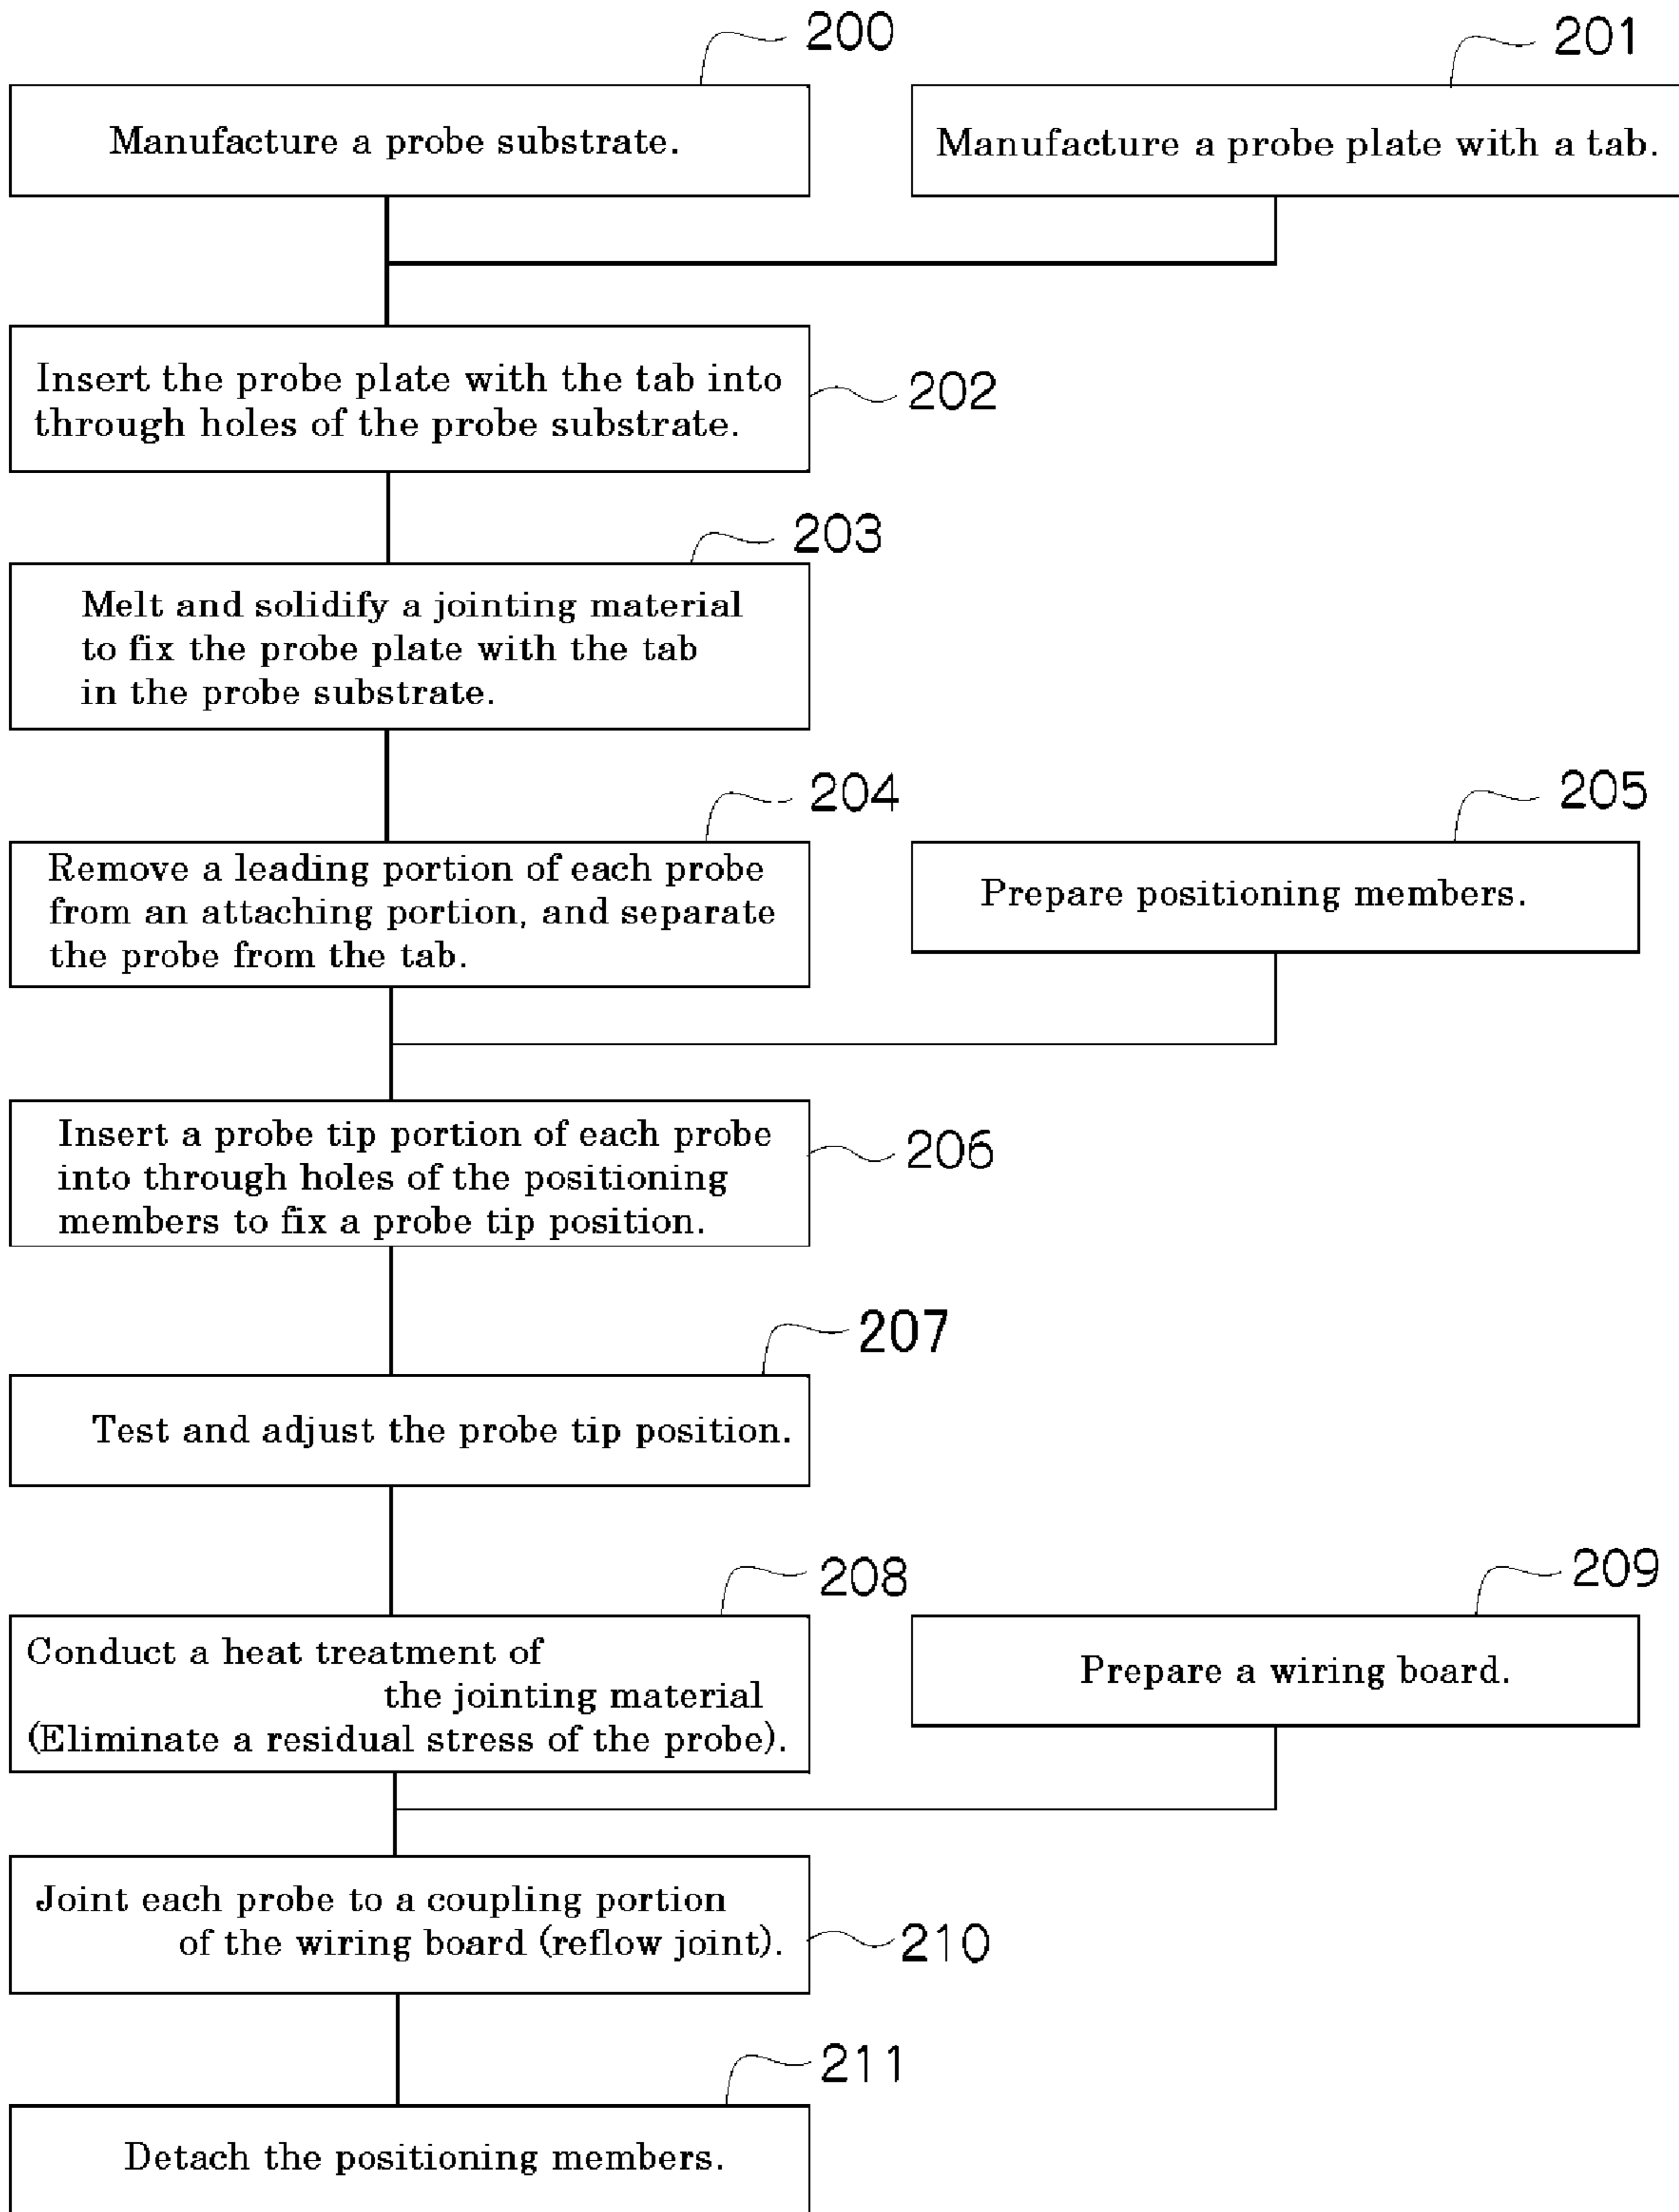 200
201
Manufacture a probe substrate.
Manufacture a probe plate with a tab.
Insert the probe plate with the tab into
through holes of the probe substrate.
202
203
Melt and solidify a jointing material
to fix the probe plate with the tab
in the probe substrate.
204
205
Remove a leading portion of each probe
from an attaching portion, and separate
the probe from the tab.
Prepare positioning members.
Insert a probe tip portion of each probe
into through holes of the positioning
members to fix a probe tip position.
206
207
Test and adjust the probe tip position.
208
209
Conduct a heat treatment of
the jointing material
(Eliminate a residual stress of the probe).
Prepare a wiring board.
Joint each probe to a coupling portion
of the wiring board (reflow joint).
210
211
Detach the positioning members.